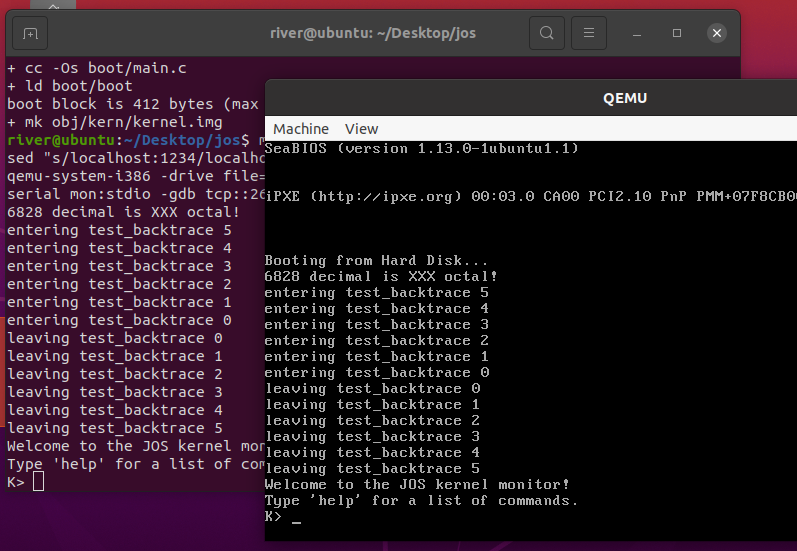 river@ubuntu: ~/Desktop/jos
+ cc -Os boot/main.c
+ ld boot/boot
boot block is 412 bytes (max
+ mk obj/kern/kernel.img
river@ubuntu:~/Desktop/jos$
sed "s/localhost:1234/localho
qemu-system-i386 -drive file=
serial mon:stdio -gdb tcp::26
6828 decimal is XXX octal!
entering test_backtrace 5
entering test_backtrace 4
entering test_backtrace 3
entering test_backtrace 2
entering test_backtrace 1
entering test_backtrace 0
leaving test_backtrace 0
leaving test_backtrace 1
leaving test_backtrace 2
leaving test_backtrace 3
leaving test_backtrace 4
leaving test_backtrace 5
Welcome to the JOS kernel mon
Type 'help' for a list of com
K>
QEMU
Machine View
SeaBIOS (version 1.13.0-1ubuntu1.1)
iPXE (http://ipxe.org) 00:03.0 CA00 PCI2.10 PnP PMM+07F8CB00
Booting from Hard Disk...
6828 decimal is XXX octal!
entering test_backtrace 5
entering test_backtrace 4
entering test_backtrace 3
entering test_backtrace 2
entering test_backtrace 1
entering test_backtrace 0
leaving test_backtrace 0
leaving test_backtrace 1
leaving test_backtrace 2
leaving test_backtrace 3
leaving test_backtrace 4
leaving test_backtrace 5
Welcome to the JOS kernel monitor!
Type 'help' for a list of commands.
K> _